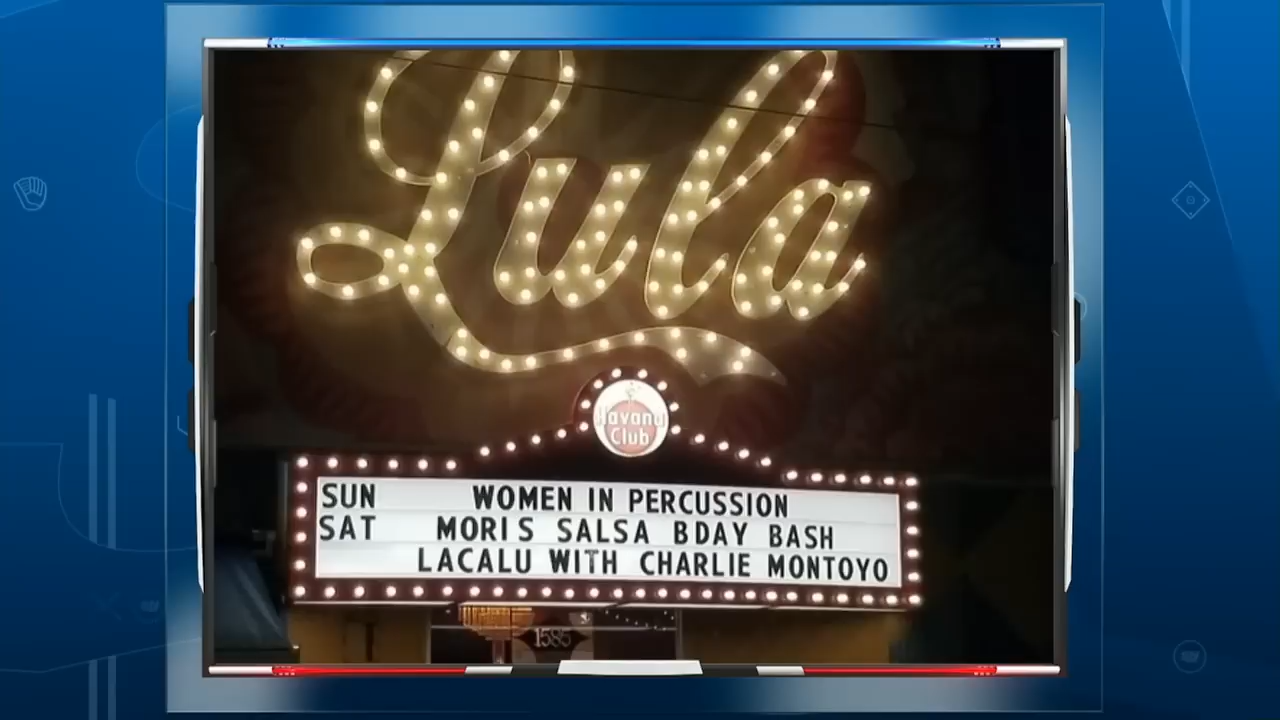 Lula
Havana
Club
SUN WOMEN IN PERCUSSION
SAT MORIS SALSA BDAY BASH
LACALU WITH CHARLIE MONTOYO
1585